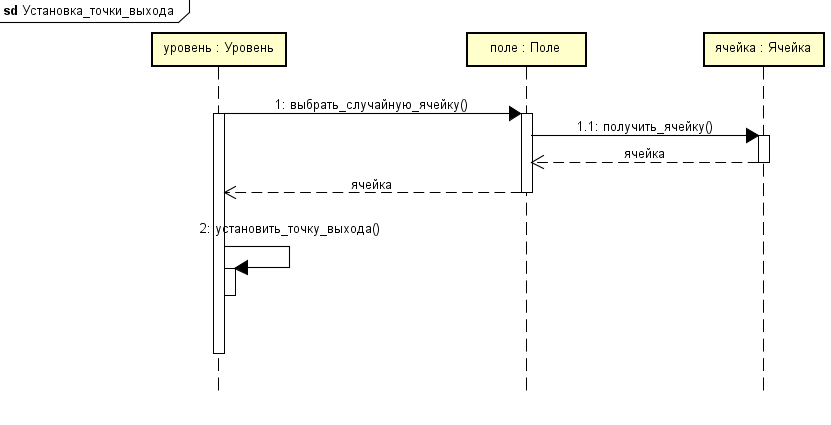 sd Установка_точки_выхода
уровень : Уровень
поле : Поле
ячейка : Ячейка
1: выбрать_случайную_ячейку()
1.1: получить_ячейку()
ячейка
ячейка
2: установить_точку_выхода()